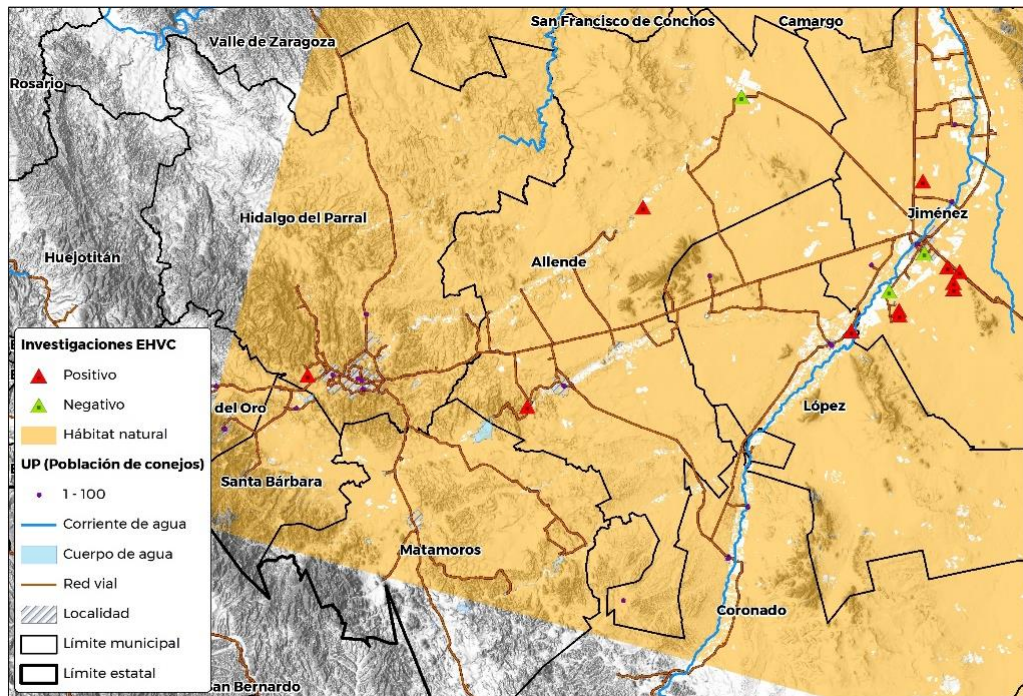 San Francisco de Conchos
Camargo
Valle de Zaragoza
Rosario
Hidalgo del Parral
Jiménez
Huejotitán
Allende
del Oro
López
Santa Bárbara
Matamoros
Coronado
San Bernardo
Investigaciones EHVC
Positivo
Negativo
Hábitat natural
UP (Población de conejos)
1 - 100
Corriente de agua
Cuerpo de agua
Red vial
Localidad
Límite municipal
Límite estatal